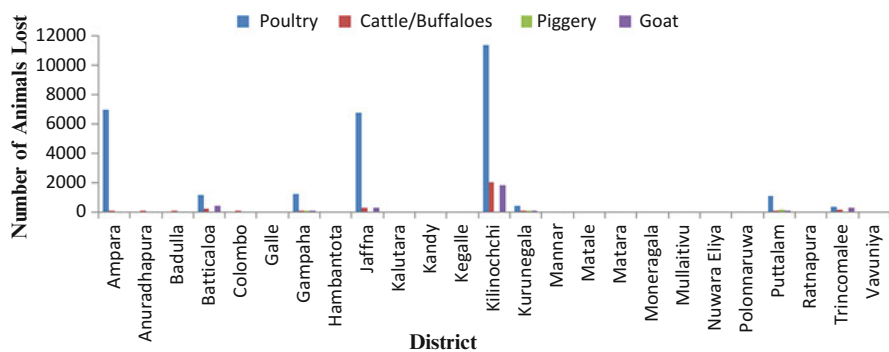 Poultry Cattle/Buffaloes Piggery Goat
Number of Animals Lost
12000
10000
8000
6000
4000
2000
0
Ampara
Anuradhapura
Badulla
Batticaloa
Colombo
Galle
Gampaha
Hambantota
Jaffna
Kalutara
Kandy
Kegalle
Kilinochchi
Kurunegala
Mannar
Matale
Matara
Moneragala
Mullaitivu
Nuwara Eliya
Polonnaruwa
Puttalam
Ratnapura
Trincomalee
Vavuniya
District